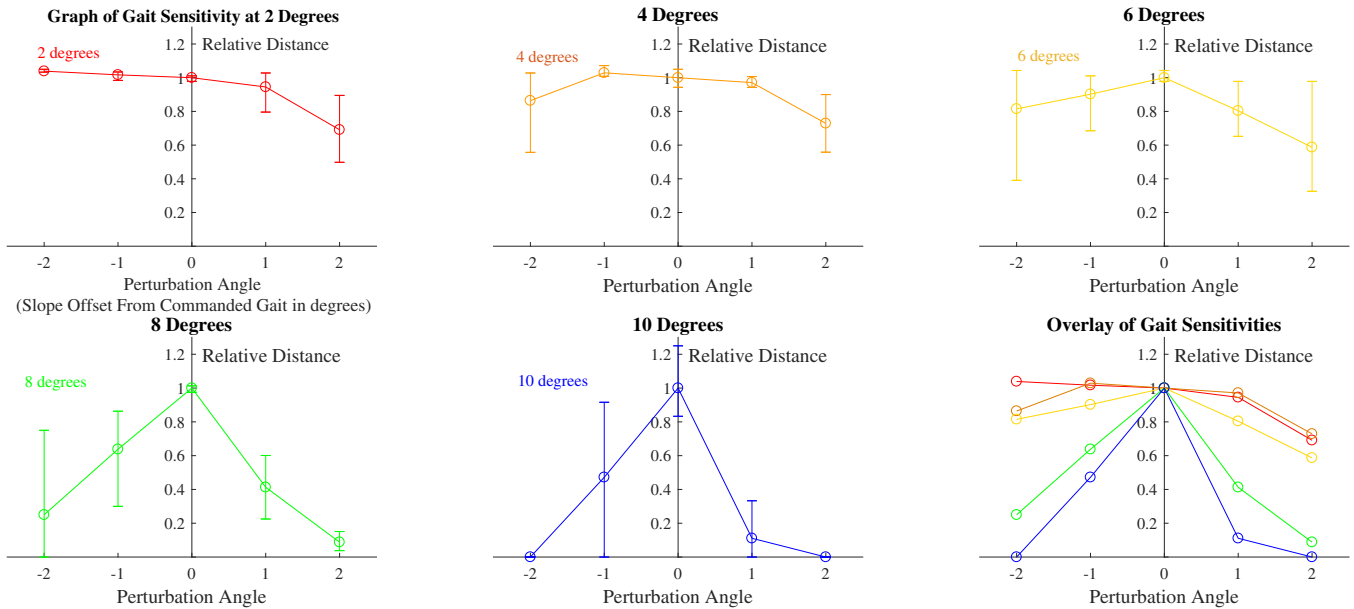 Graph of Gait Sensitivity at 2 Degrees
1.2
Relative Distance
2 degrees
1
0.8
0.6
0.4
0.2
-2 -1 0 1 2
Perturbation Angle
(Slope Offset From Commanded Gait in degrees)
4 Degrees
1.2
Relative Distance
4 degrees
1
0.8
0.6
0.4
0.2
-2 -1 0 1 2
Perturbation Angle
6 Degrees
1.2
Relative Distance
6 degrees
1
0.8
0.6
0.4
0.2
-2 -1 0 1 2
Perturbation Angle
8 Degrees
1.2
Relative Distance
8 degrees
1
0.8
0.6
0.4
0.2
-2 -1 0 1 2
Perturbation Angle
10 Degrees
1.2
Relative Distance
10 degrees
1
0.8
0.6
0.4
0.2
-2 -1 0 1 2
Perturbation Angle
Overlay of Gait Sensitivities
1.2
Relative Distance
1
0.8
0.6
0.4
0.2
-2 -1 0 1 2
Perturbation Angle